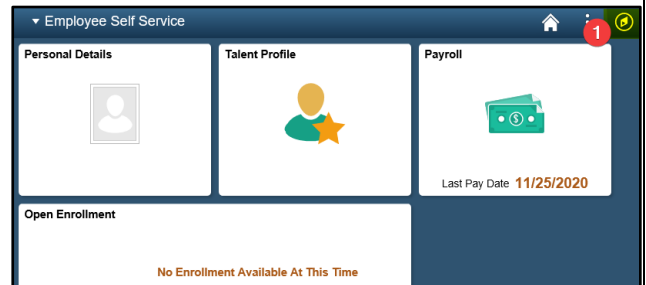 Employee Self Service
1
Personal Details
Talent Profile
Payroll
$
Last Pay Date 11/25/2020
Open Enrollment
No Enrollment Available At This Time